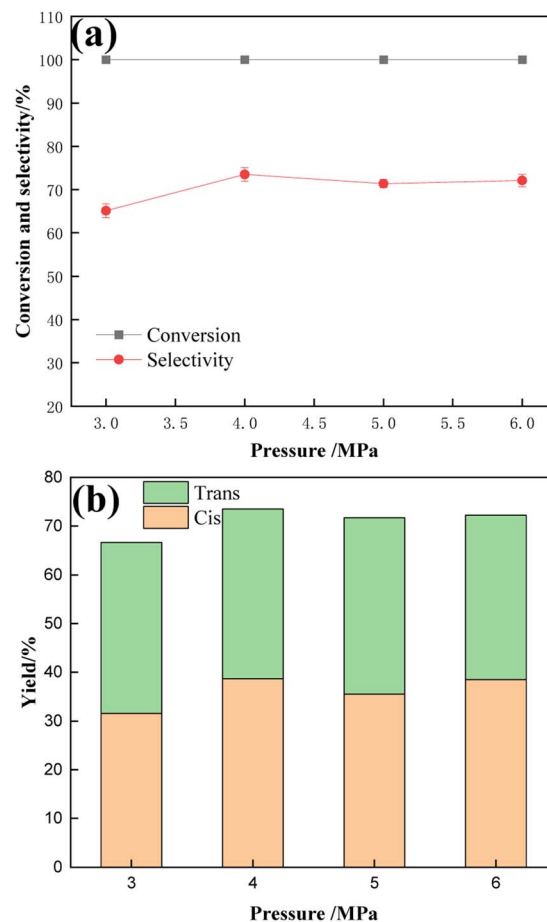 (a)
Conversion and selectivity/%
110
100
90
80
70
60
50
40
30
20
Conversion
Selectivity
3.0 3.5 4.0 4.5 5.0 5.5 6.0
Pressure /MPa
(b)
Yield/%
80
70
60
50
40
30
20
10
0
Trans
Cis
3 4 5 6
Pressure /MPa